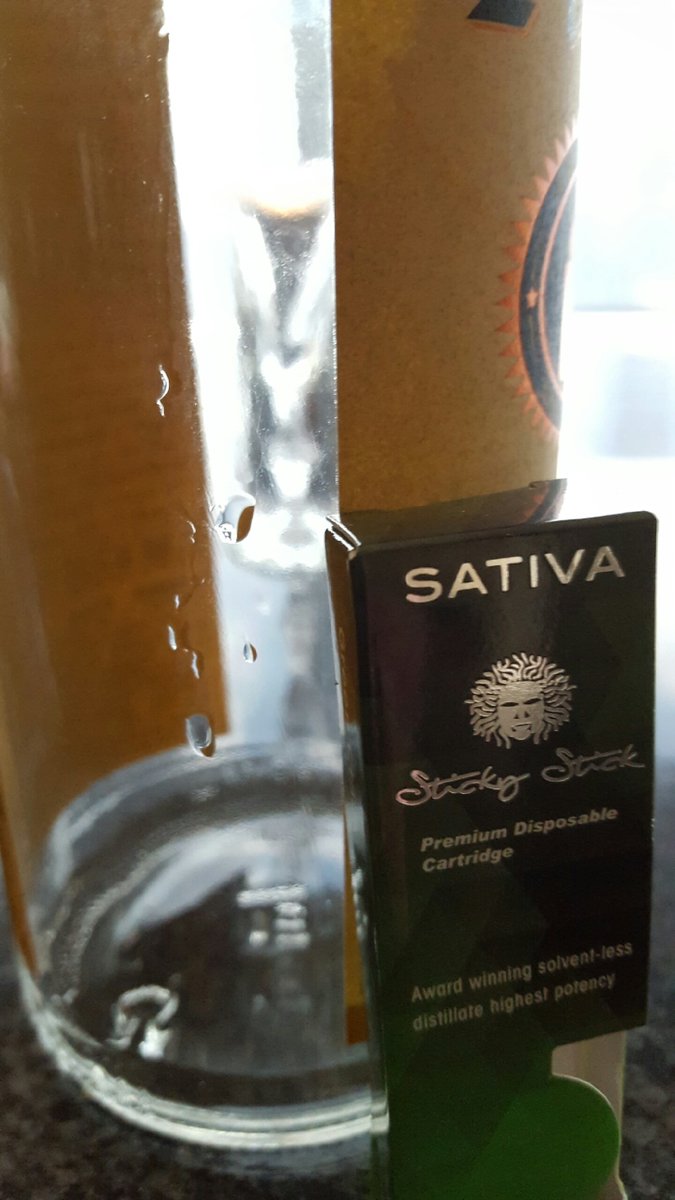 SATIVA
Sticky Stick
Premium Disposable
Cartridge
Award winning solvent-less
distillate highest potency